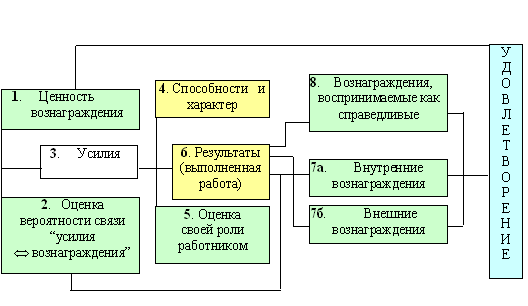 1. Ценность
вознаграждения
3. Усилия
2. Оценка
вероятности связи
“усилия
⇔ вознаграждения”
4. Способности и
характер
6. Результаты
(выполненная
работа)
5. Оценка
своей роли
работником
8. Вознаграждения,
воспринимаемые как
справедливые
7а. Внутренние
вознаграждения
7б. Внешние
вознаграждения
УДОВЛЕТВОРЕНИЕ